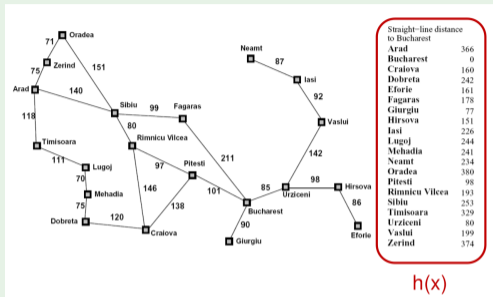 Oradea
71
Neamt
Zerind
87
75
151
Iasi
Arad
140
92
Sibiu
99
Fagaras
118
80
Rimnicu Vilcea
Vaslui
Timisoara
111
Lugoj
97
Pitesti
211
142
70
98
Hirsova
Mehadia
146
101
85
Urziceni
75
138
86
Bucharest
Dobreta
120
90
Craiova
Giurgiu
Eforie
Straight-line distance
to Bucharest
Arad 366
Bucharest 0
Craiova 160
Dobreta 242
Eforie 161
Fagaras 178
Giurgiu 77
Hirsova 151
Iasi 226
Lugoj 244
Mehadia 241
Neamt 234
Oradea 380
Pitesti 98
Rimnicu Vilcea 193
Sibiu 253
Timisoara 329
Urziceni 80
Vaslui 199
Zerind 374
h(x)